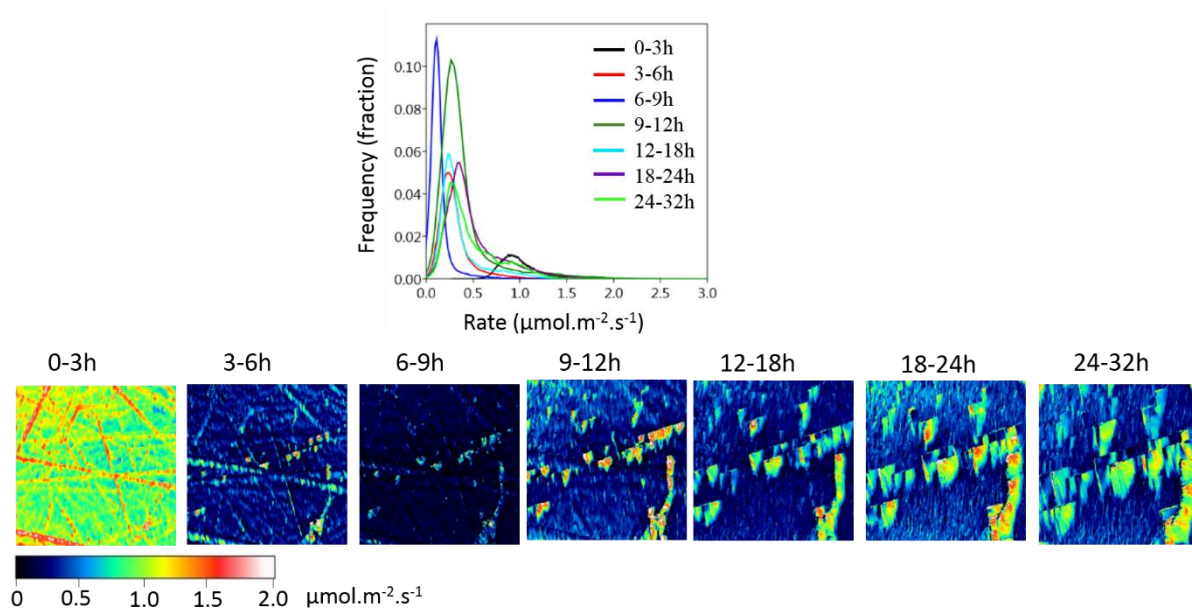 Frequency (fraction)
0.10
0.08
0.06
0.04
0.02
0.00
0-3h
3-6h
6-9h
9-12h
12-18h
18-24h
24-32h
0.0 0.5 1.0 1.5 2.0 2.5 3.0
Rate (μmol.m⁻².s⁻¹)
0-3h 3-6h 6-9h 9-12h 12-18h 18-24h 24-32h
0 0.5 1.0 1.5 2.0 μmol.m⁻².s⁻¹